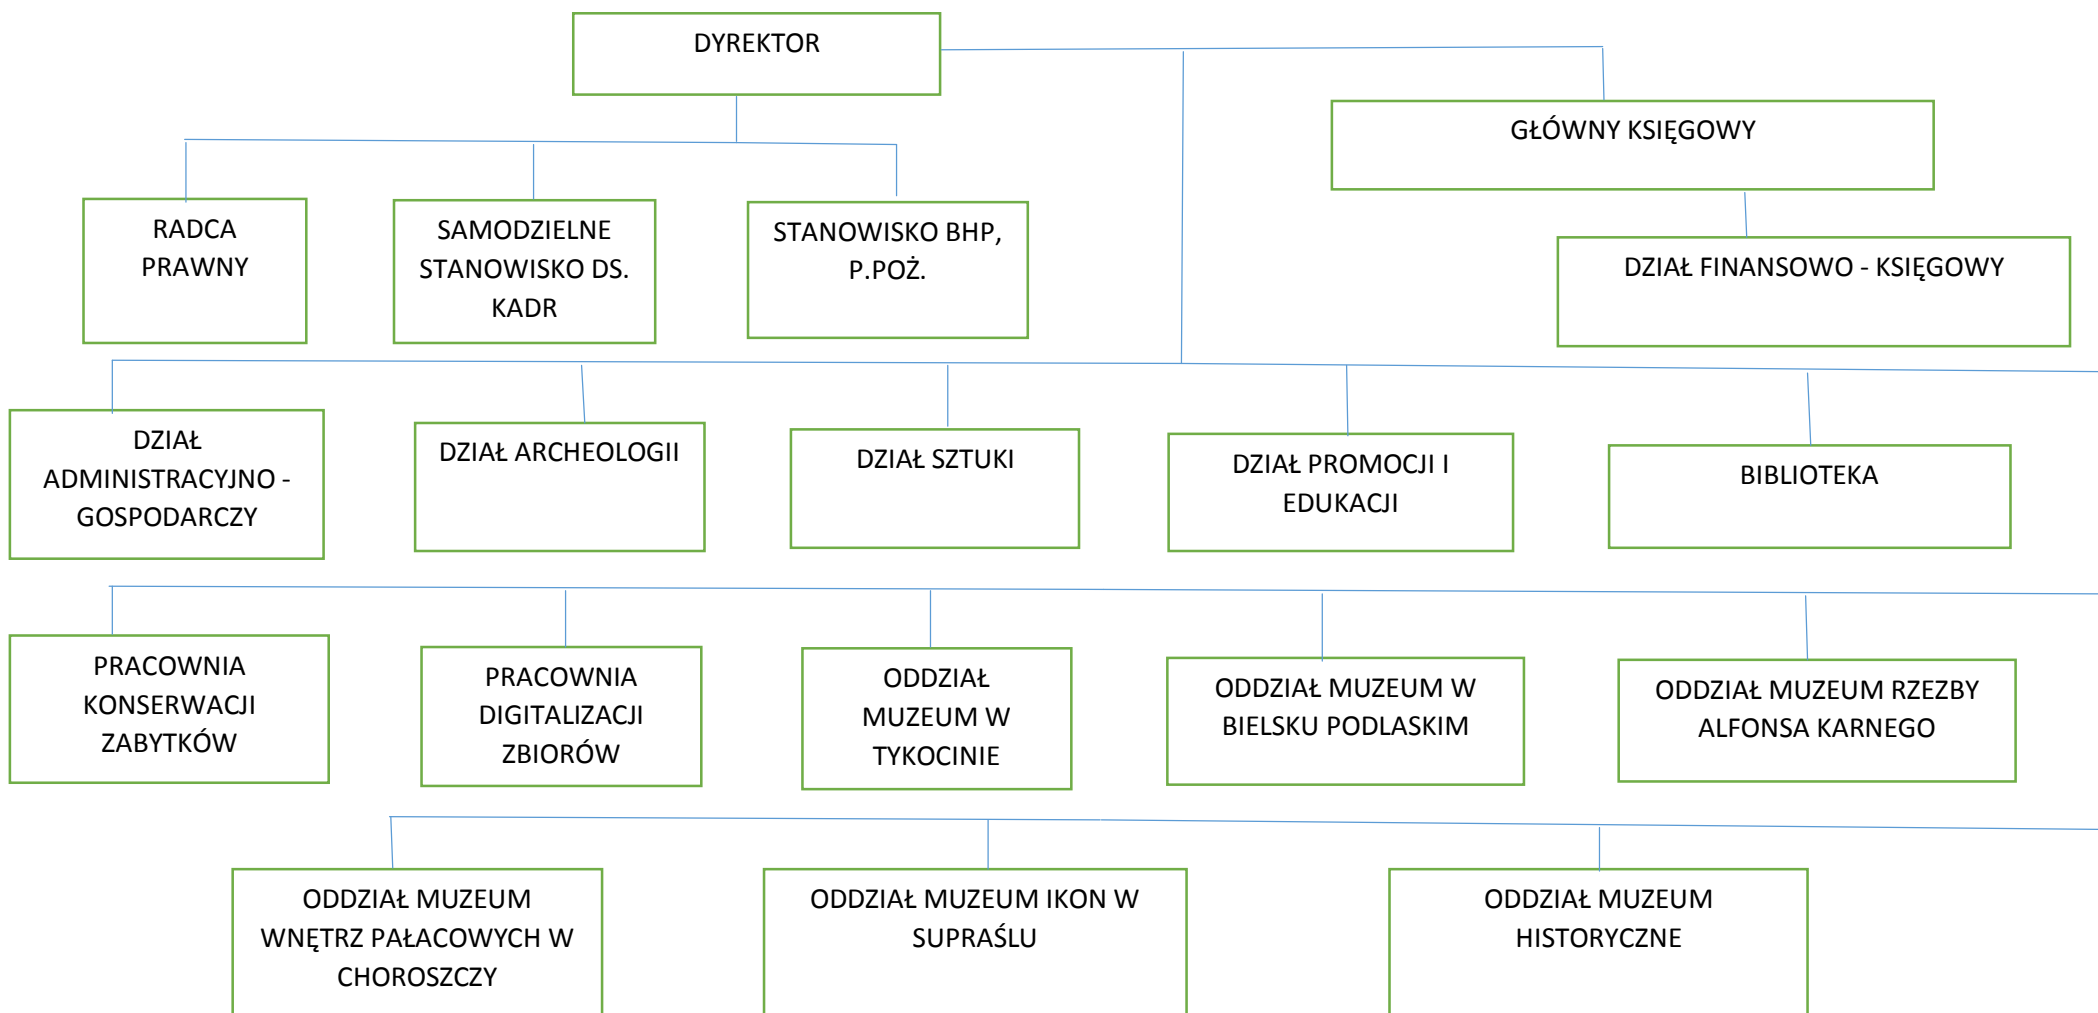 DYREKTOR
GŁÓWNY KSIĘGOWY
RADCA
PRAWNY
SAMODZIELNE
STANOWISKO DS.
KADR
STANOWISKO BHP,
P.POŻ.
DZIAŁ FINANSOWO - KSIĘGOWY
DZIAŁ
ADMINISTRACYJNO -
GOSPODARCZY
DZIAŁ ARCHEOLOGII
DZIAŁ SZTUKI
DZIAŁ PROMOCJI I
EDUKACJI
BIBLIOTEKA
PRACOWNIA
KONSERWACJI
ZABYTKÓW
PRACOWNIA
DIGITALIZACJI
ZBIORÓW
ODDZIAŁ
MUZEUM W
TYKOCINIE
ODDZIAŁ MUZEUM W
BIELSKU PODLASKIM
ODDZIAŁ MUZEUM RZEZBY
ALFONSA KARNEGO
ODDZIAŁ MUZEUM
WNĘTRZ PAŁACOWYCH W
CHOROSZCZY
ODDZIAŁ MUZEUM IKON W
SUPRAŚLU
ODDZIAŁ MUZEUM
HISTORYCZNE